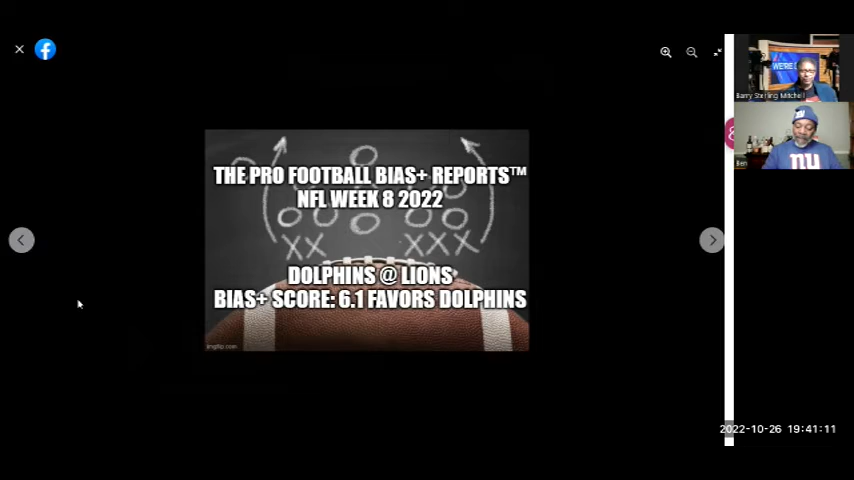 THE PRO FOOTBALL BIAS+ REPORTS™
NFL WEEK 8 2022
DOLPHINS @ LIONS
BIAS+ SCORE: 6.1 FAVORS DOLPHINS
imgflip.com
WE'RE
Barry Sterling Mitchell
NY
Ben
2022-10-26 19:41:11